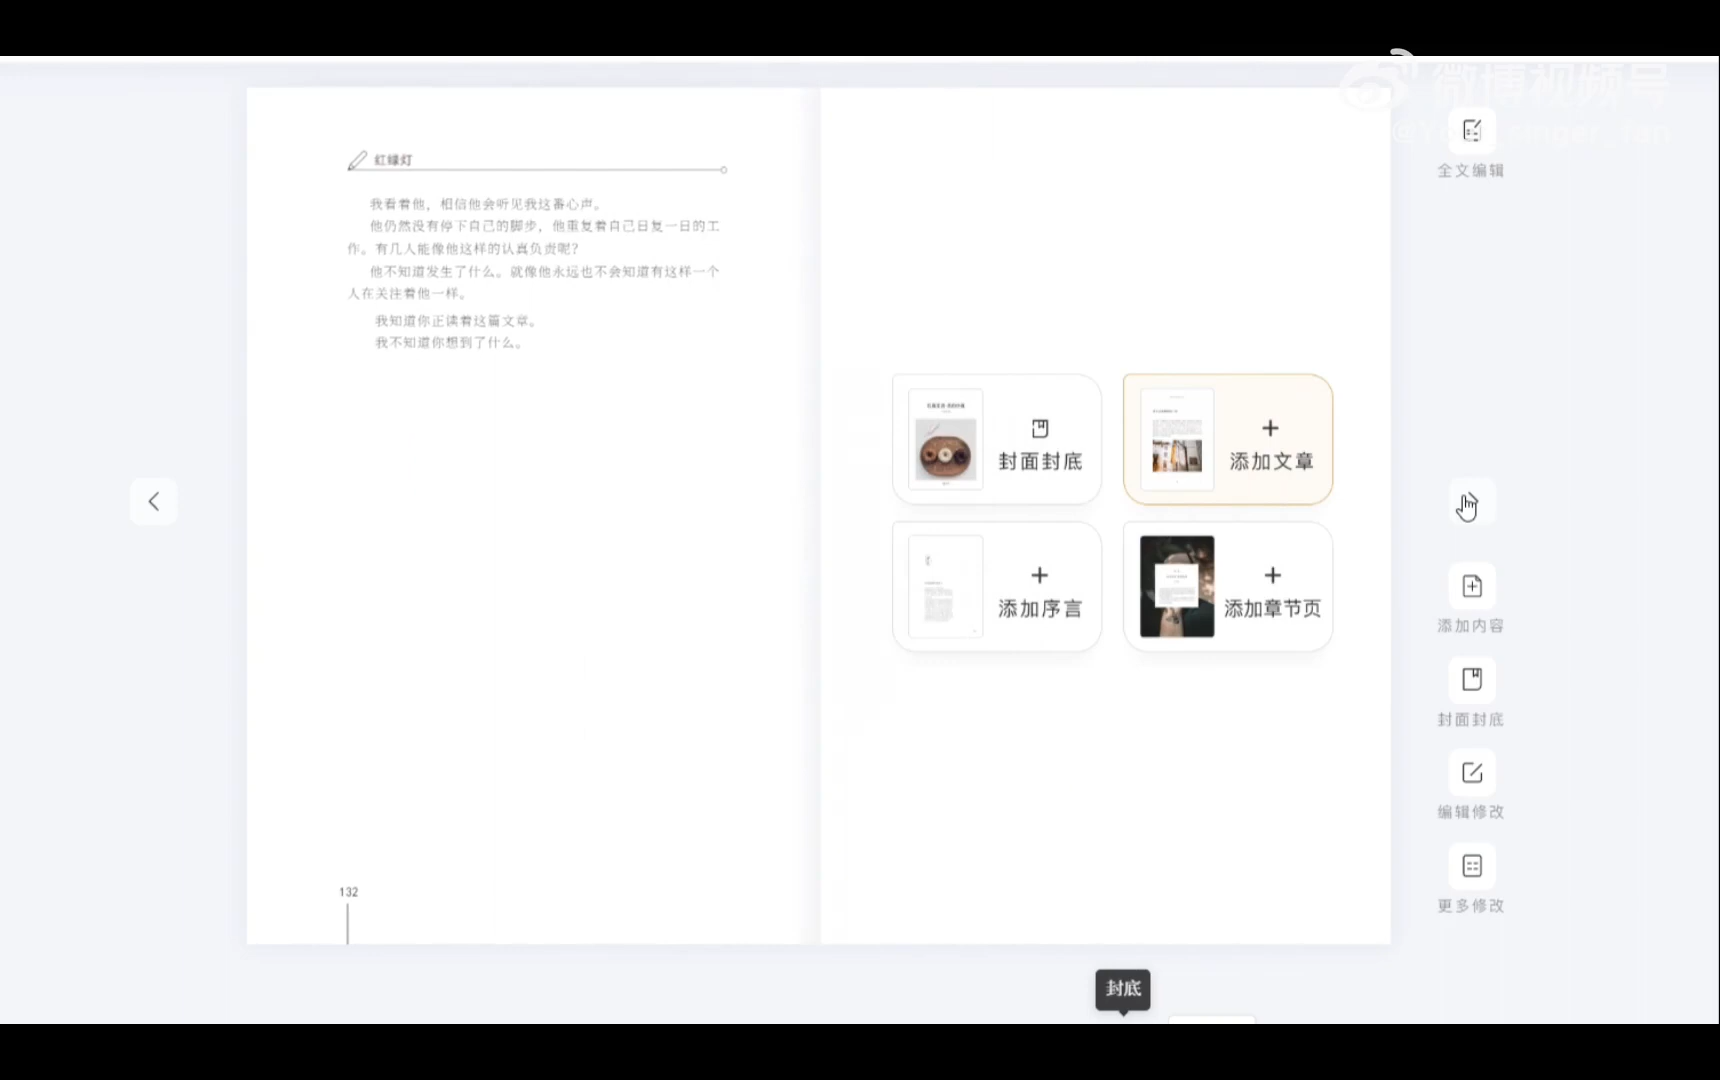 微博视频号
红绿灯
我看着他，相信他会听见我这番心声。
他仍然没有停下自己的脚步，他重复着自己日复一日的工
作。有几人能像他这样的认真负责呢？
他不知道发生了什么。就像他永远也不会知道有这样一个
人在关注着他一样。
我知道你正读着这篇文章。
我不知道你想到了什么。
132
封面封底
添加文章
添加序言
添加章节页
全文编辑
添加内容
封面封底
编辑修改
更多修改
封底